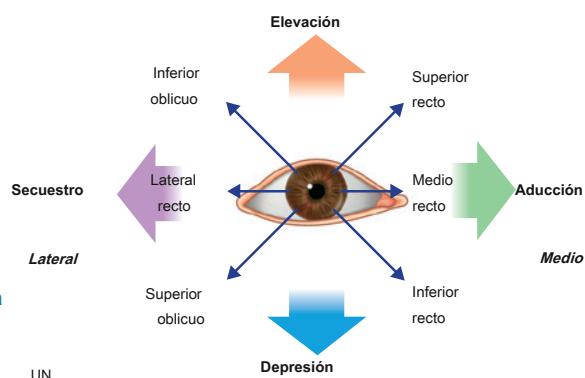 Elevación
Inferior
oblicuo
Superior
recto
Secuestro
Lateral
recto
Medio
recto
Aducción
Lateral
Medio
Superior
oblicuo
Inferior
recto
Depresión
UN